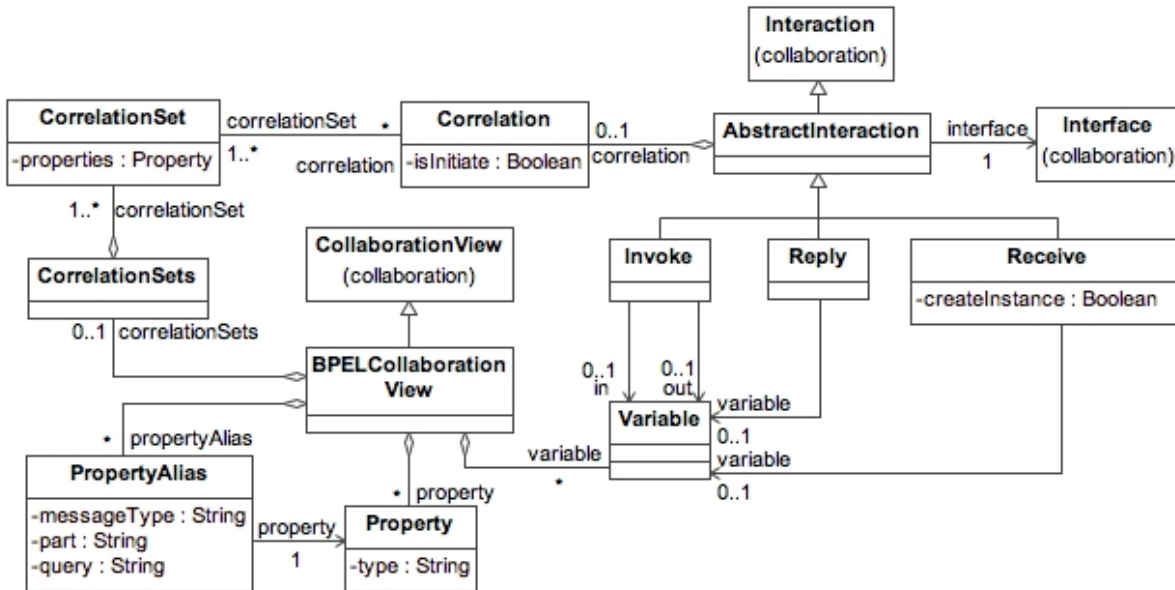 Interaction
(collaboration)
CorrelationSet
-properties : Property
correlationSet
1..*
*
correlation
Correlation
-isInitiate : Boolean
0..1
correlation
AbstractInteraction
interface
1
Interface
(collaboration)
1..* correlationSet
CorrelationSets
0..1 correlationSets
CollaborationView
(collaboration)
Invoke
Reply
Receive
-createInstance : Boolean
BPELCollaboration
View
0..1
in
0..1
out
Variable
variable
0..1
variable
0..1
* propertyAlias
variable
*
PropertyAlias
-messageType : String
-part : String
-query : String
property
1
* property
Property
-type : String